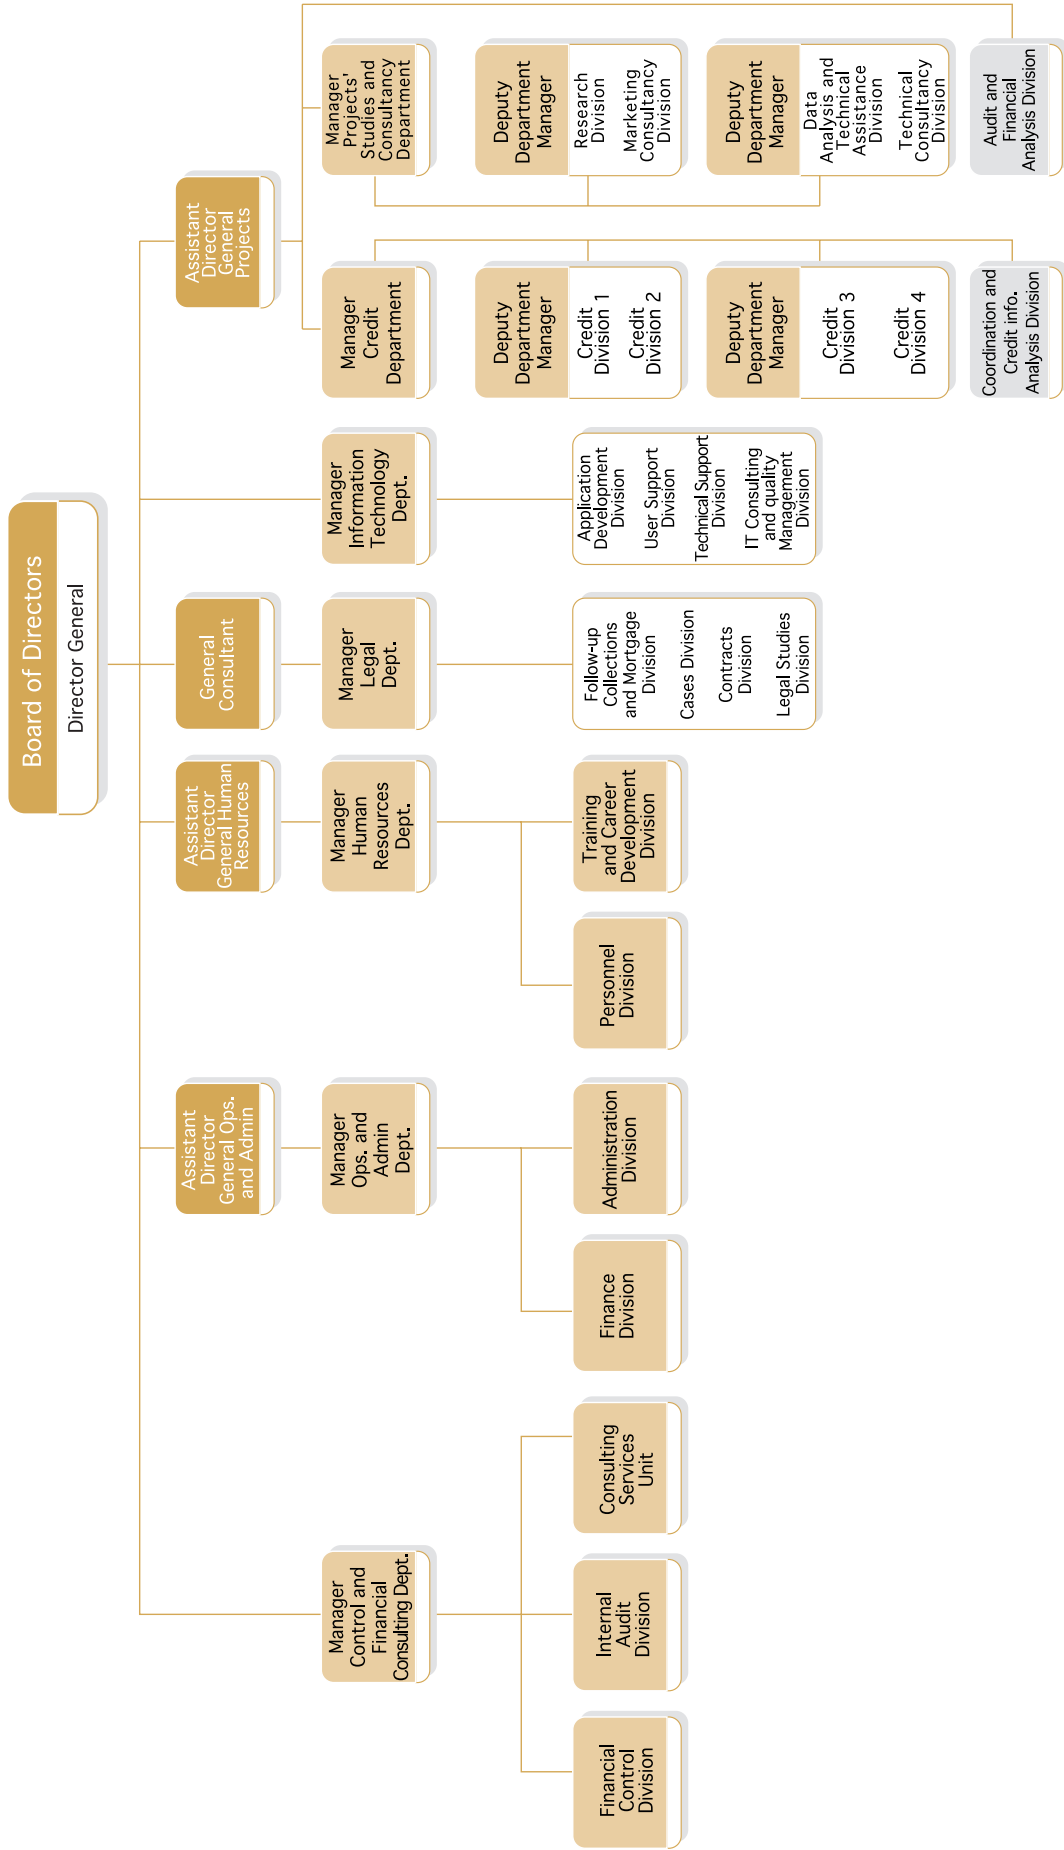 Board of Directors
Director General
Assistant
Director
General Ops.
and Admin
Assistant
Director
General Human
Resources
General
Consultant
Assistant
Director
General
Projects
Manager
Control and
Financial
Consulting Dept.
Manager
Ops. and
Admin
Dept.
Manager
Human
Resources
Dept.
Manager
Legal
Dept.
Manager
Information
Technology
Dept.
Manager
Credit
Department
Manager
Projects'
Studies and
Consultancy
Department
Deputy
Department
Manager
Credit
Division 1
Credit
Division 2
Deputy
Department
Manager
Research
Division
Marketing
Consultancy
Division
Financial
Control
Division
Internal
Audit
Division
Consulting
Services
Unit
Finance
Division
Administration
Division
Personnel
Division
Training
and Career
Development
Division
Follow-up
Collections
and Mortgage
Division
Cases Division
Contracts
Division
Legal Studies
Division
Application
Development
Division
User Support
Division
Technical Support
Division
IT Consulting
and quality
Management
Division
Deputy
Department
Manager
Credit
Division 3
Credit
Division 4
Deputy
Department
Manager
Data
Analysis and
Technical
Assistance
Division
Technical
Consultancy
Division
Coordination and
Credit info.
Analysis Division
Audit and
Financial
Analysis Division